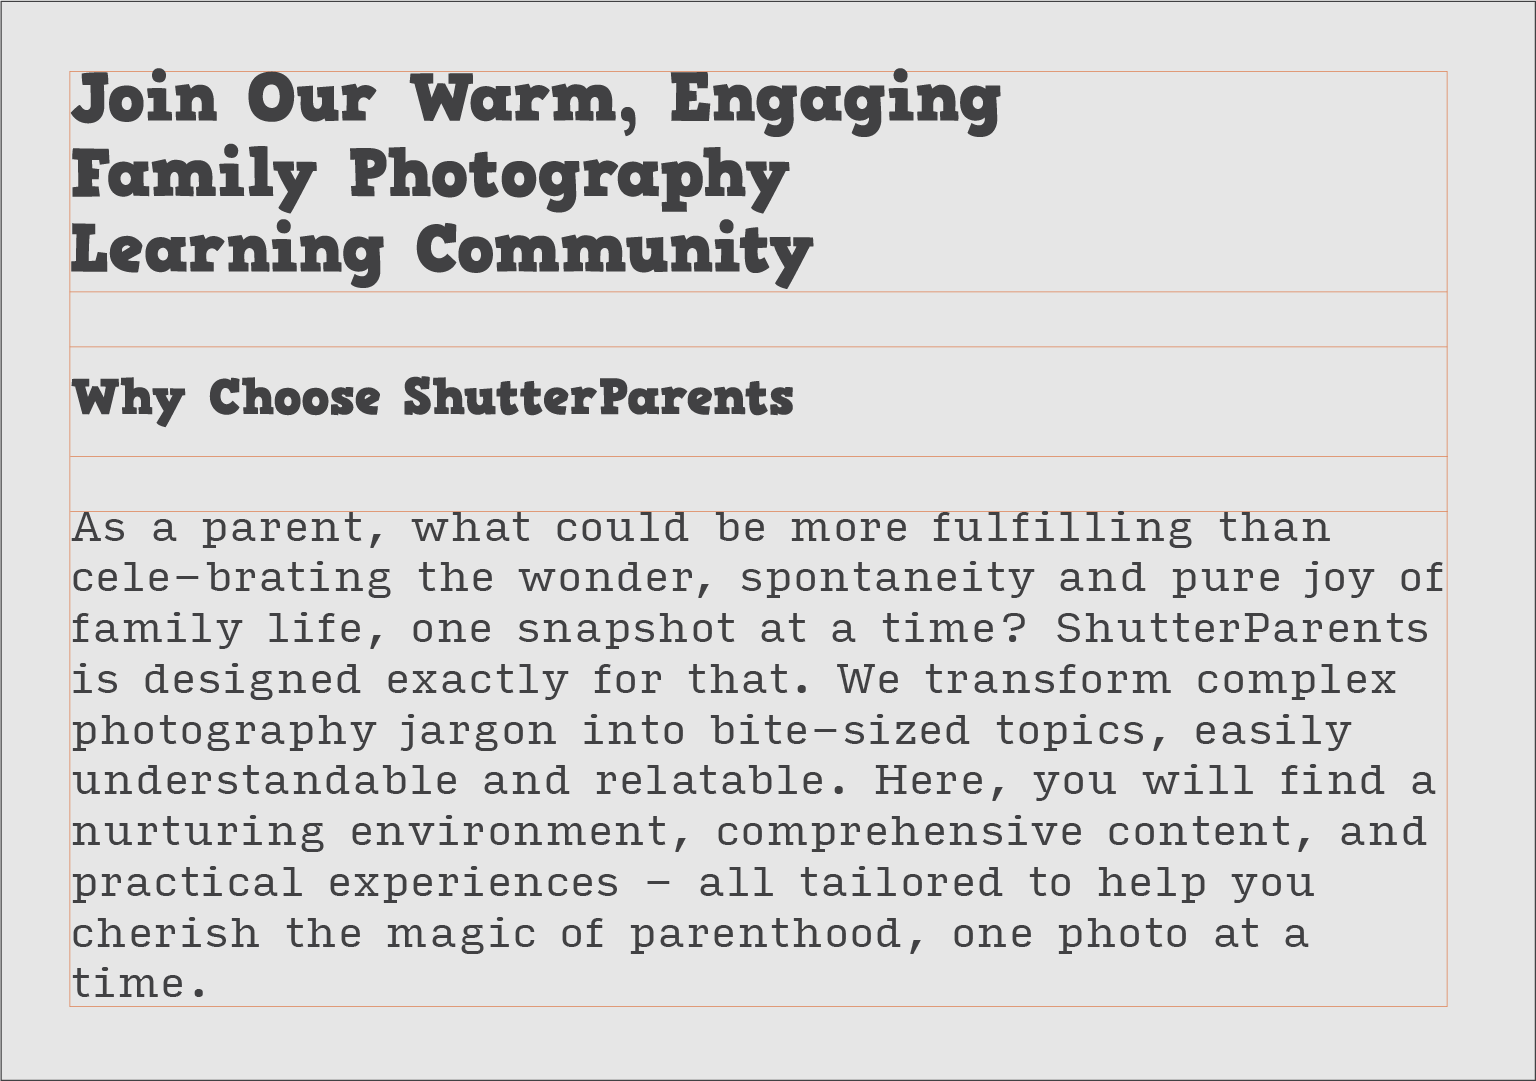 Join Our Warm, Engaging
Family Photography
Learning Community
Why Choose ShutterParents
As a parent, what could be more fulfilling than
cele-brating the wonder, spontaneity and pure joy of
family life, one snapshot at a time? ShutterParents
is designed exactly for that. We transform complex
photography jargon into bite-sized topics, easily
understandable and relatable. Here, you will find a
nurturing environment, comprehensive content, and
practical experiences – all tailored to help you
cherish the magic of parenthood, one photo at a
time.